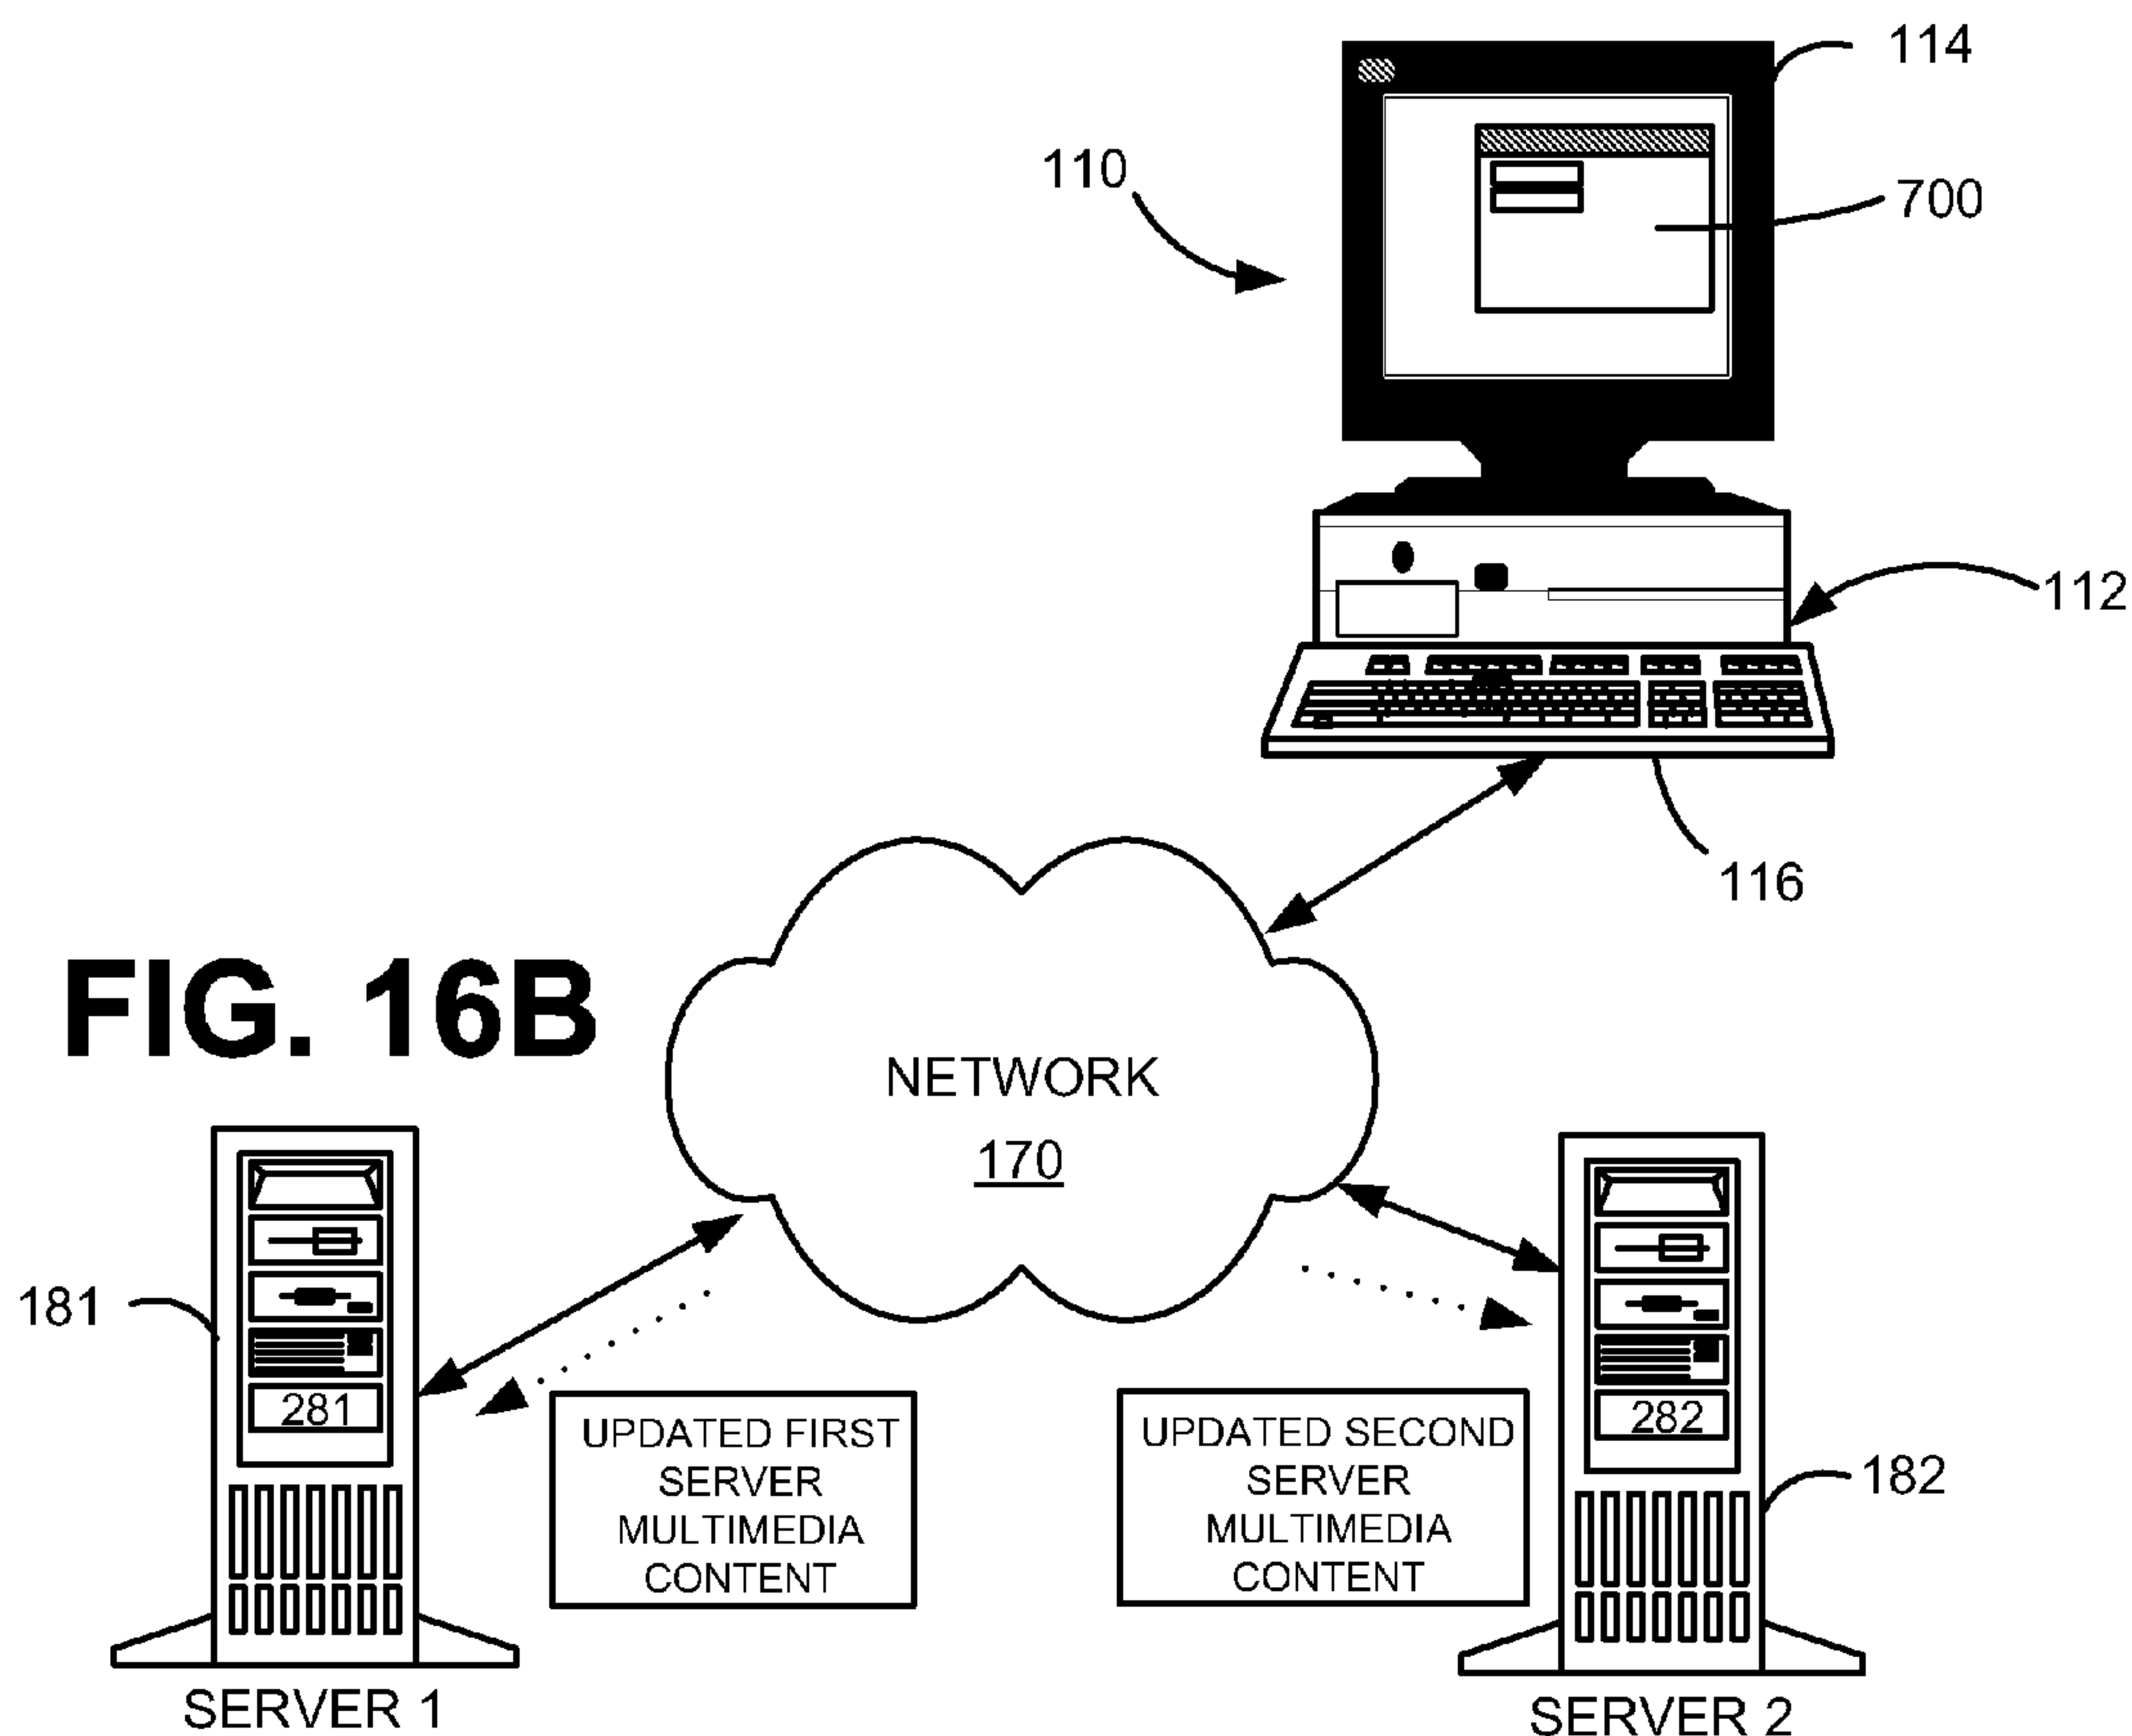 114
110
700
112
116
FIG. 16B
NETWORK
170
181
281
UPDATED FIRST
SERVER
MULTIMEDIA
CONTENT
UPDATED SECOND
SERVER
MULTIMEDIA
CONTENT
282
182
SERVER 1
SERVER 2